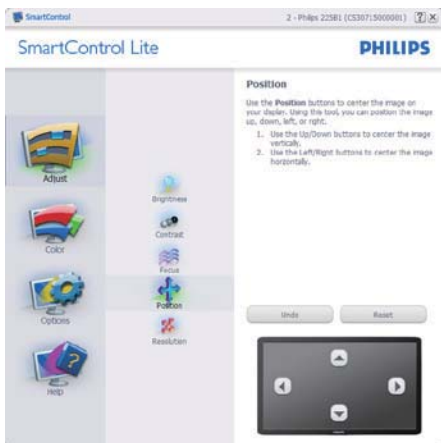 SmartControl
2 - Philips 225B1 (CS30715000001)
SmartControl Lite
PHILIPS
Adjust
Color
Options
Help
Brightness
Contrast
Focus
Position
Resolution
Position
Use the Position buttons to center the image on
your display. Using this tool, you can position the image
up, down, left, or right.
1. Use the Up/Down buttons to center the image
vertically.
2. Use the Left/Right buttons to center the image
horizontally.
Undo
Reset